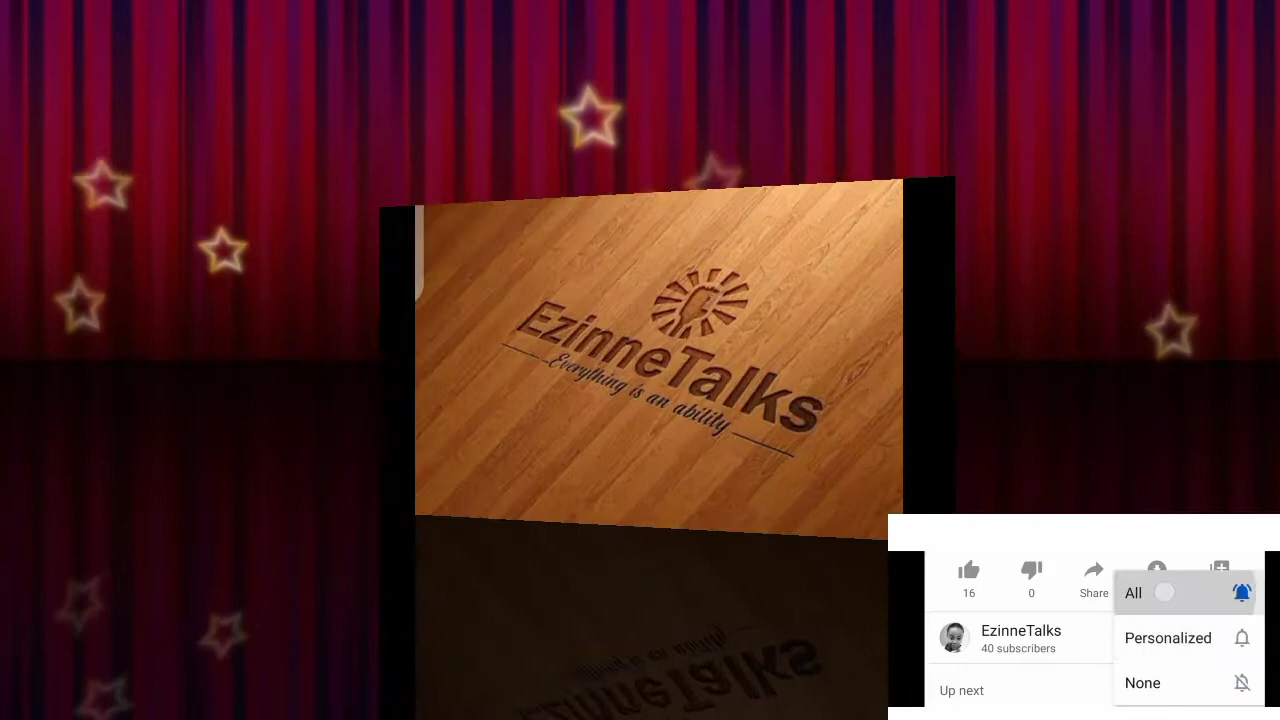 EzinneTalks
Everything is an ability
16
0
Share
All
EzinneTalks
Personalized
40 subscribers
None
Up next